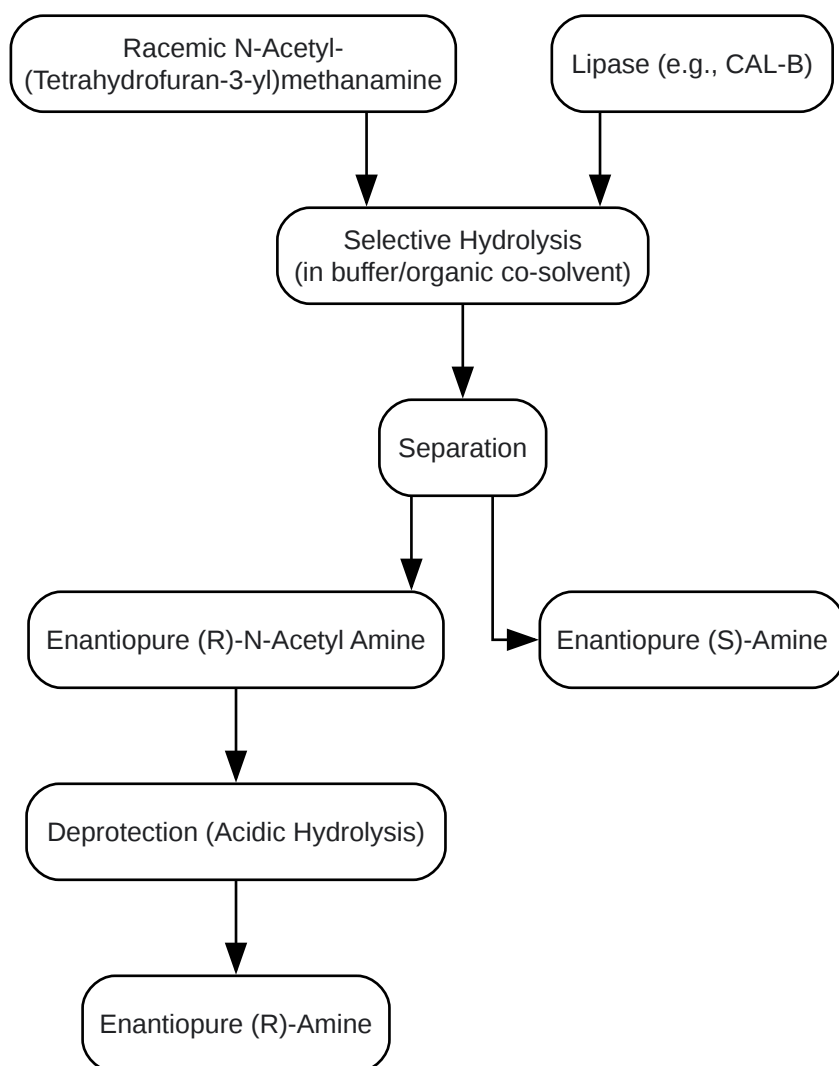 Racemic N-Acetyl-
(Tetrahydrofuran-3-yl)methanamine
Lipase (e.g., CAL-B)
Selective Hydrolysis
(in buffer/organic co-solvent)
Separation
Enantiopure (R)-N-Acetyl Amine
Enantiopure (S)-Amine
Deprotection (Acidic Hydrolysis)
Enantiopure (R)-Amine